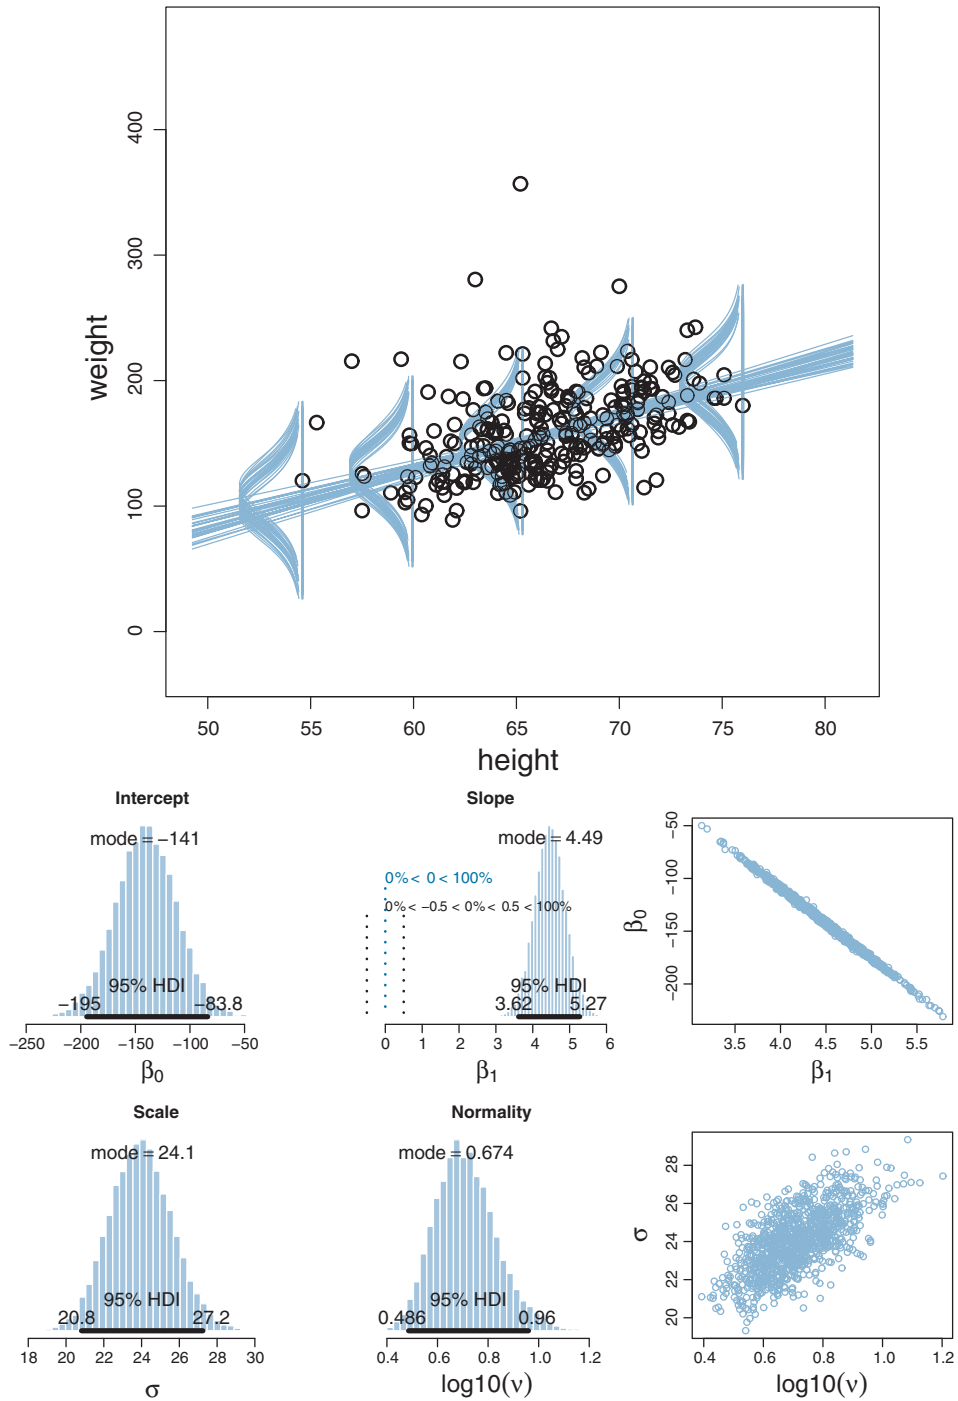 weight
400
300
200
100
0
50 55 60 65 70 75 80
height
Intercept
mode = −141
95% HDI
−195 −83.8
−250 −200 −150 −100 −50
β0
Slope
mode = 4.49
0% < 0 < 100%
0% < −0.5 < 0% < 0.5 < 100%
95% HDI
3.62 5.27
0 1 2 3 4 5 6
β1
β0
−50
−100
−150
−200
3.5 4.0 4.5 5.0 5.5
β1
Scale
mode = 24.1
95% HDI
20.8 27.2
18 20 22 24 26 28 30
σ
Normality
mode = 0.674
95% HDI
0.486 0.96
0.4 0.6 0.8 1.0 1.2
log10(ν)
σ
28
26
24
22
20
0.4 0.6 0.8 1.0 1.2
log10(ν)